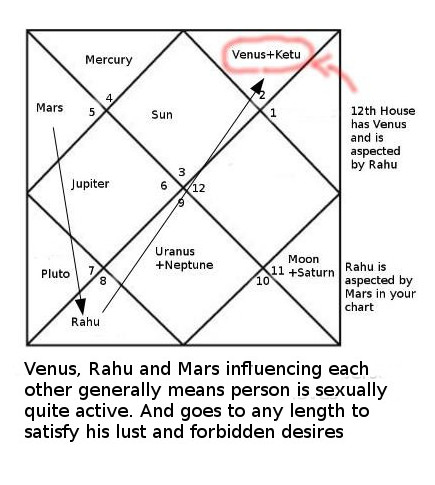 Mercury
Venus+Ketu
Mars
4
5
Sun
2
1
12th House
has Venus
and is
aspected
by Rahu
3
Jupiter
6
12
9
Uranus
+Neptune
Moon
+Saturn
Pluto
7
8
11
10
Rahu is
aspected by
Mars in your
chart
Rahu
Venus, Rahu and Mars influencing each
other generally means person is sexually
quite active. And goes to any length to
satisfy his lust and forbidden desires